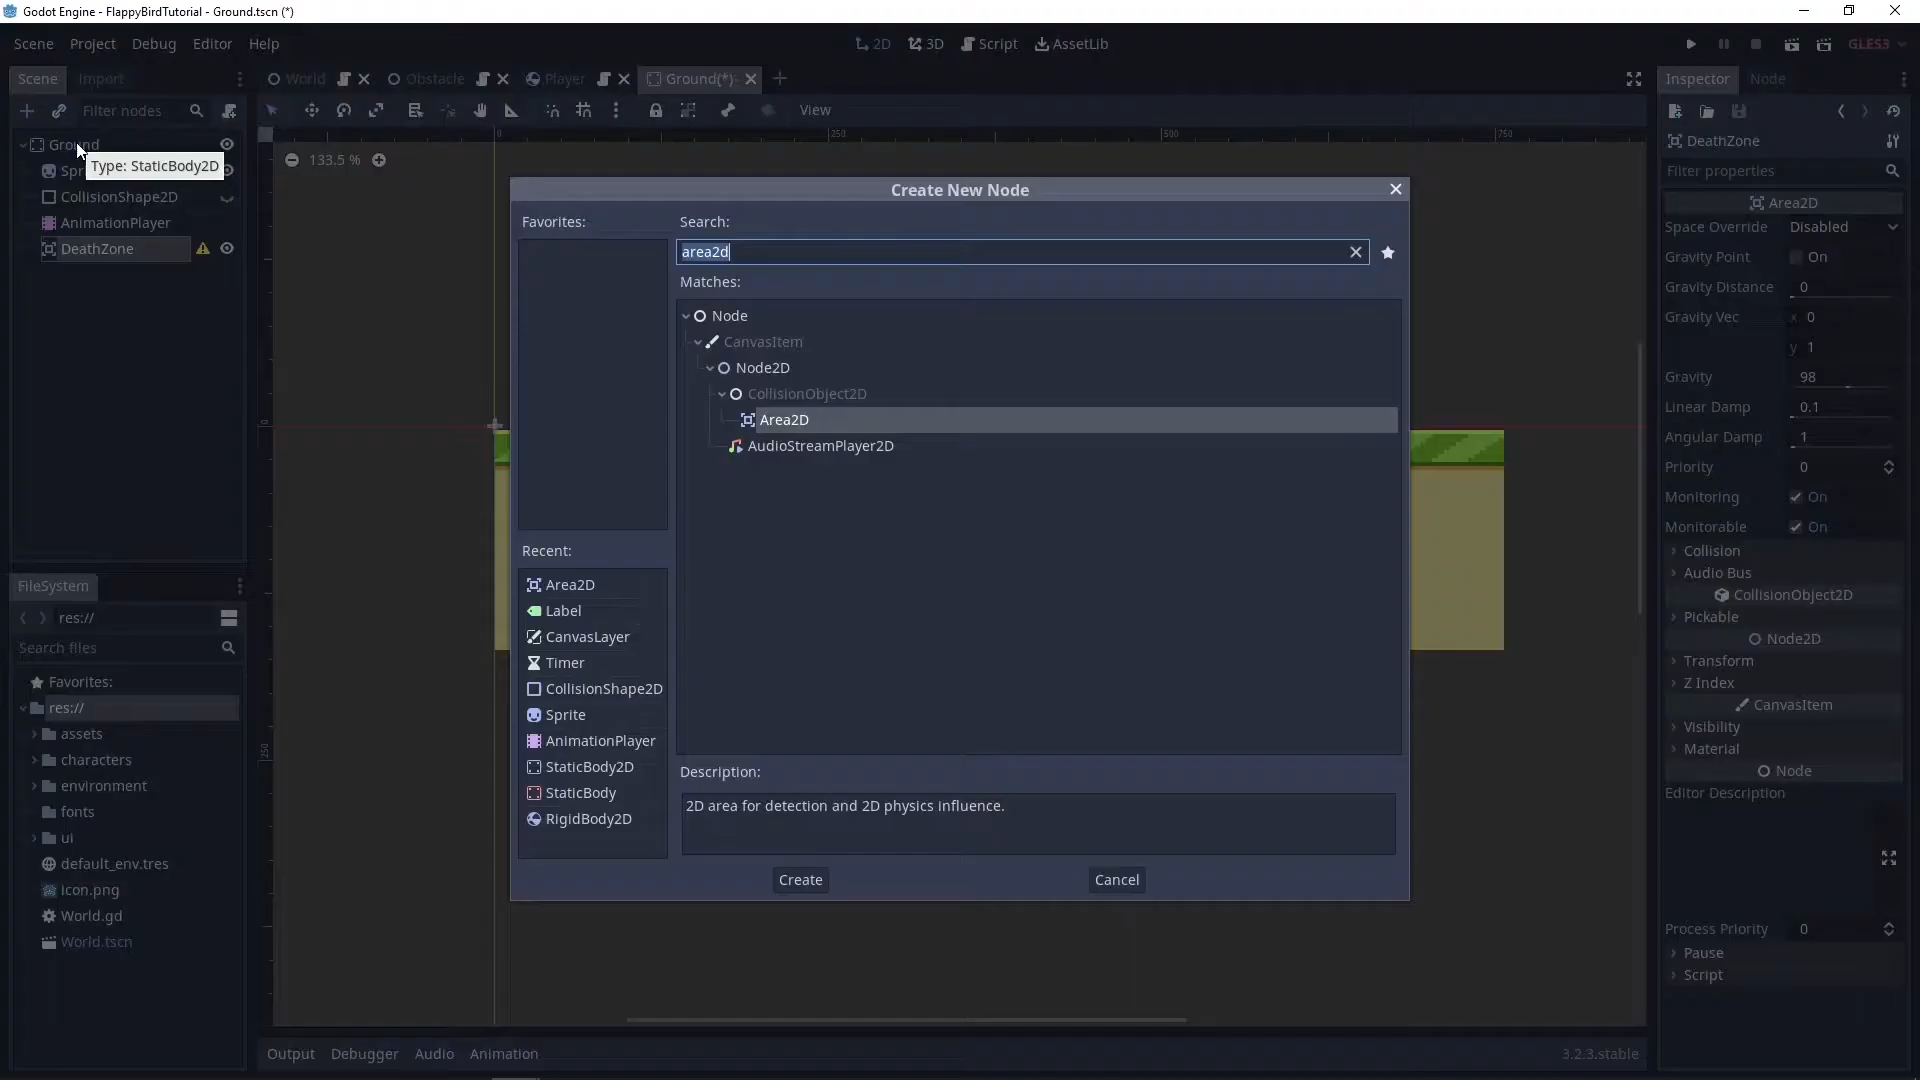 Godot Engine - FlappyBirdTutorial - Ground.tscn (*)
Scene Project Debug Editor Help
2D 3D Script AssetLib
GLES3
Scene Import
World Obstacle Player Ground(*)
Inspector Node
Filter nodes
View
Ground
Type: StaticBody2D
Spr
CollisionShape2D
AnimationPlayer
DeathZone
0 250 500 750
133.5 %
0
250
Create New Node
Favorites:
Search:
area2d
Matches:
Node
CanvasItem
Node2D
CollisionObject2D
Area2D
AudioStreamPlayer2D
Recent:
Area2D
Label
CanvasLayer
Timer
CollisionShape2D
Sprite
AnimationPlayer
StaticBody2D
StaticBody
RigidBody2D
Description:
2D area for detection and 2D physics influence.
Create Cancel
FileSystem
res://
Search files
Favorites:
res://
assets
characters
environment
fonts
ui
default_env.tres
icon.png
World.gd
World.tscn
DeathZone
Filter properties
Area2D
Space Override Disabled
Gravity Point On
Gravity Distance 0
Gravity Vec x 0
y 1
Gravity 98
Linear Damp 0.1
Angular Damp 1
Priority 0
Monitoring On
Monitorable On
Collision
Audio Bus
CollisionObject2D
Pickable
Node2D
Transform
Z Index
CanvasItem
Visibility
Material
Node
Editor Description
Process Priority 0
Pause
Script
Output Debugger Audio Animation
3.2.3.stable